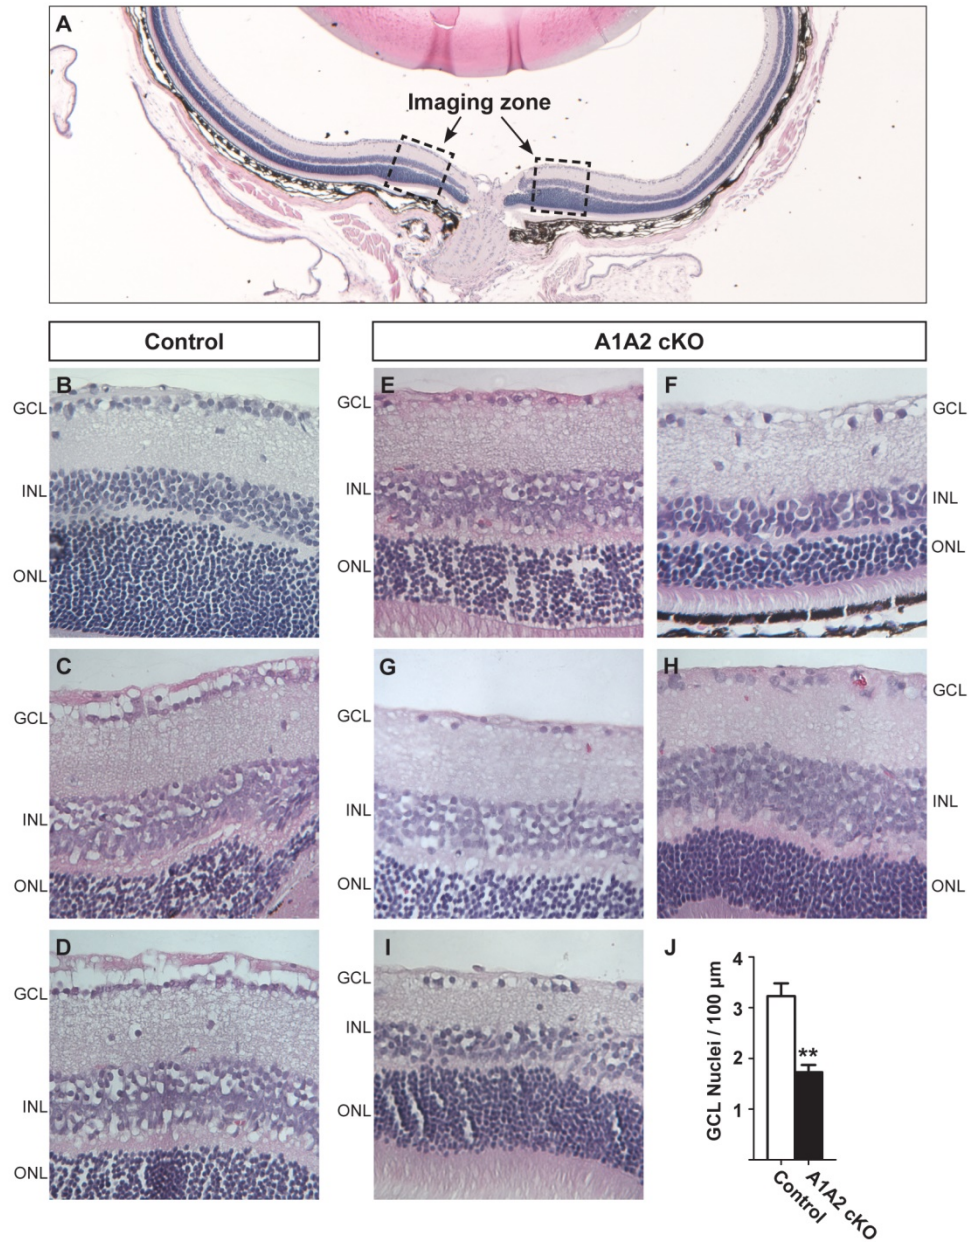 A
Imaging zone
Control
A1A2 cKO
B
GCL
INL
ONL
E
GCL
INL
ONL
F
GCL
INL
ONL
C
GCL
INL
ONL
G
GCL
INL
ONL
H
GCL
INL
ONL
D
GCL
INL
ONL
I
GCL
INL
ONL
J
GCL Nuclei / 100 µm
4
3
2
1
**
Control
A1A2 cKO